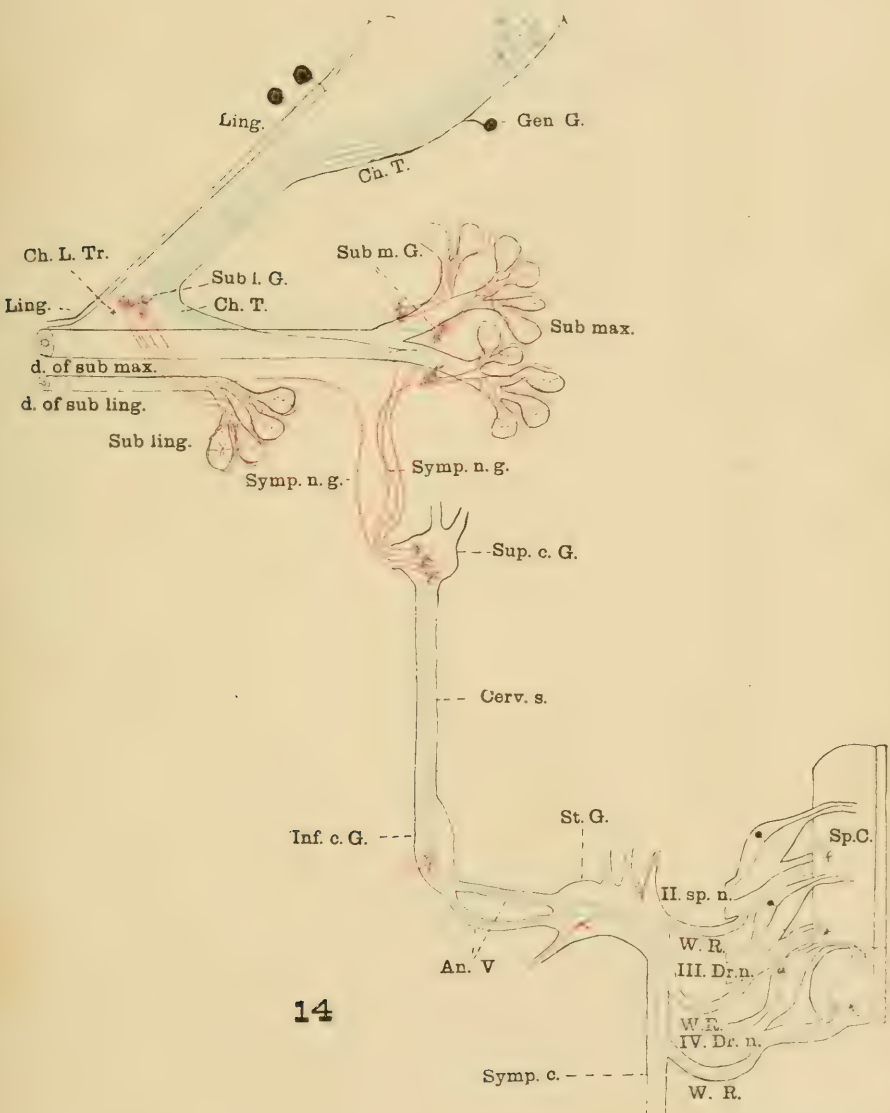 Ling.
Gen G.
Ch. T.
Ch. L. Tr.
Sub m. G.
Sub l. G.
Ling.
Ch. T.
Sub max.
d. of sub max.
d. of sub ling.
Sub ling.
Symp. n. g.
Symp. n. g.
Sup. c. G.
Cerv. s.
St. G.
Inf. c. G.
Sp.C.
II. sp. n.
W. R.
An. V
III. Dr.n.
14
W.R.
IV. Dr. n.
Symp. c.
W. R.